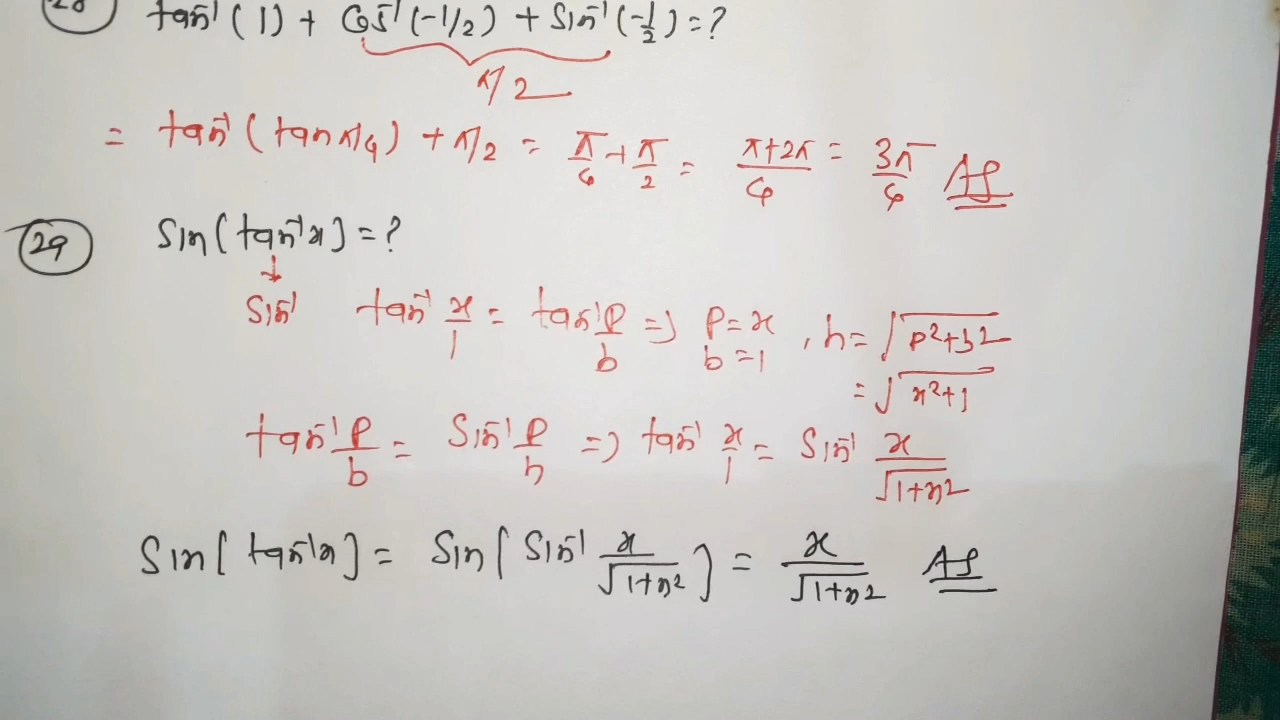 28 tan⁻¹(1) + Cos⁻¹(-1/2) + Sin⁻¹(-1/2) = ?
π/2
= tan⁻¹(tan π/4) + π/2 = π/4 + π/2 = (π+2π)/4 = 3π/4 As
29 Sin(tan⁻¹x) = ?
↓
Sin⁻¹ tan⁻¹ x/1 = tan⁻¹ P/b => P=x, b=1, h = √(P²+b²)
= √(x²+1)
tan⁻¹ P/b = Sin⁻¹ P/h => tan⁻¹ x/1 = Sin⁻¹ x/√(1+x²)
Sin[tan⁻¹x] = Sin[Sin⁻¹ x/√(1+x²)] = x/√(1+x²) As